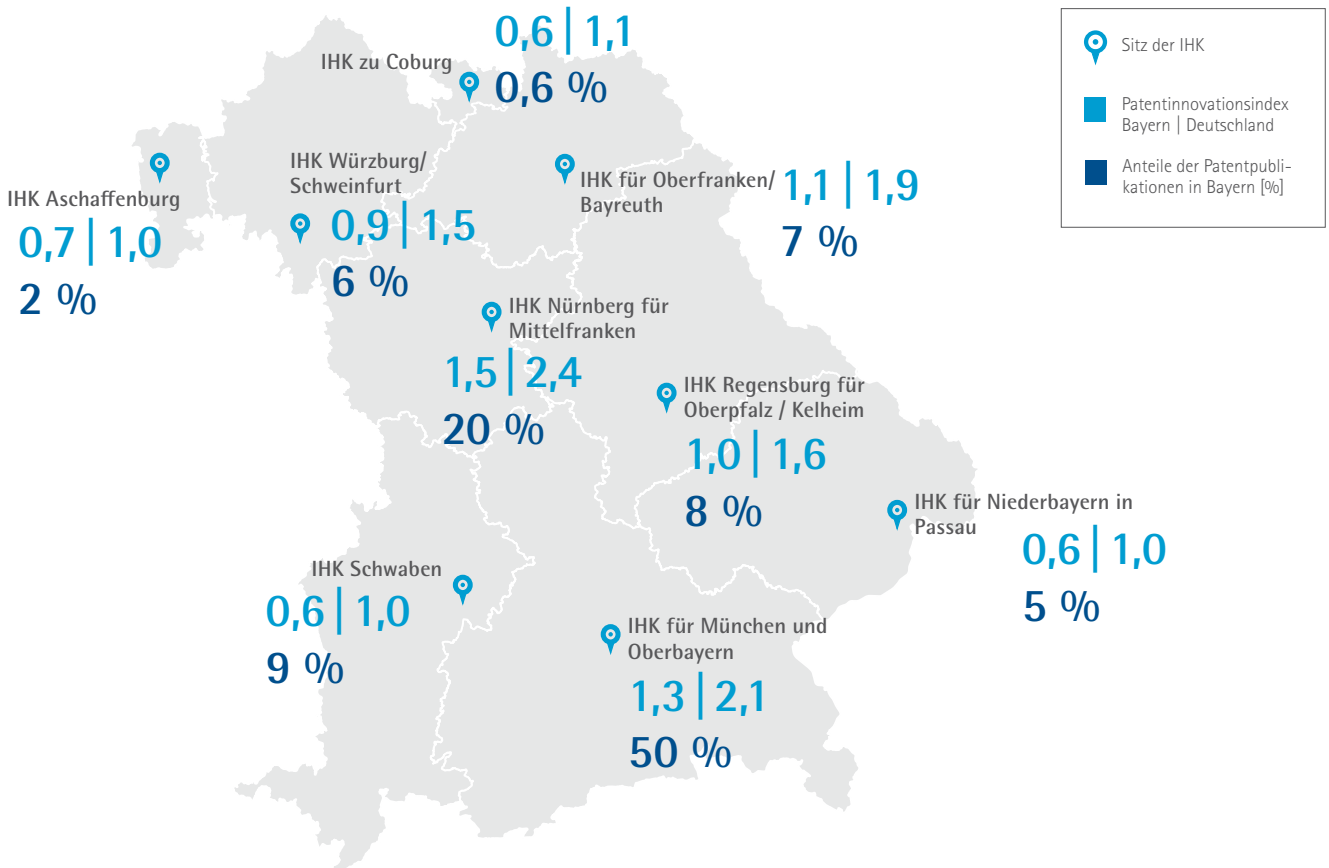 0,6 | 1,1
IHK zu Coburg
0,6 %
Sitz der IHK
Patentinnovationsindex
Bayern | Deutschland
Anteile der Patentpubli-
kationen in Bayern [%]
IHK Aschaffenburg
0,7 | 1,0
2 %
IHK Würzburg/
Schweinfurt
0,9 | 1,5
6 %
IHK für Oberfranken/
Bayreuth
1,1 | 1,9
7 %
IHK Nürnberg für
Mittelfranken
1,5 | 2,4
20 %
IHK Regensburg für
Oberpfalz / Kelheim
1,0 | 1,6
8 %
IHK für Niederbayern in
Passau
0,6 | 1,0
5 %
IHK Schwaben
0,6 | 1,0
9 %
IHK für München und
Oberbayern
1,3 | 2,1
50 %